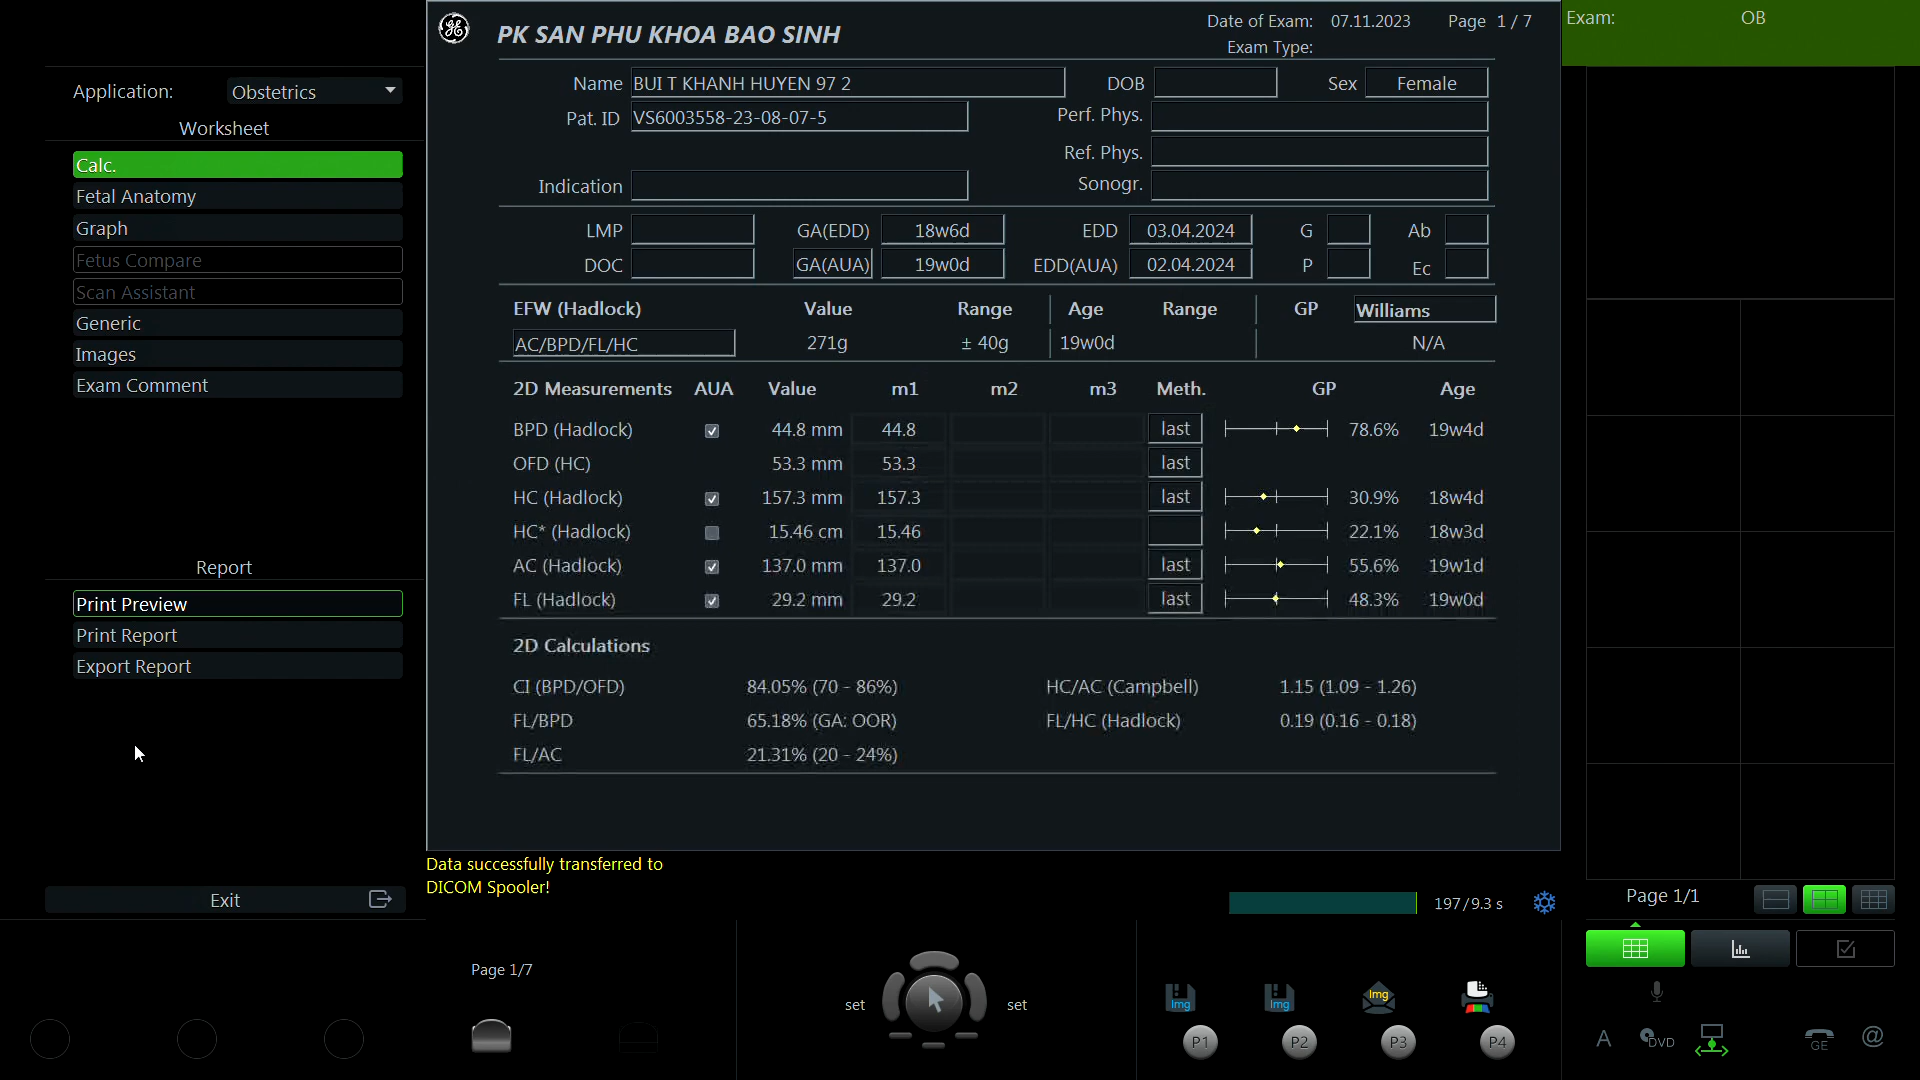 Application: Obstetrics
Worksheet
Calc.
Fetal Anatomy
Graph
Fetus Compare
Scan Assistant
Generic
Images
Exam Comment
Report
Print Preview
Print Report
Export Report
Exit
PK SAN PHU KHOA BAO SINH
Date of Exam: 07.11.2023 Page 1 / 7
Exam Type:
Name BUI T KHANH HUYEN 97 2 DOB Sex Female
Pat. ID VS6003558-23-08-07-5 Perf. Phys.
Ref. Phys.
Indication Sonogr.
LMP GA(EDD) 18w6d EDD 03.04.2024 G Ab
DOC GA(AUA) 19w0d EDD(AUA) 02.04.2024 P Ec
EFW (Hadlock) Value Range Age Range GP Williams
AC/BPD/FL/HC 271g ± 40g 19w0d N/A
2D Measurements AUA Value m1 m2 m3 Meth. GP Age
BPD (Hadlock) 44.8 mm 44.8 last 78.6% 19w4d
OFD (HC) 53.3 mm 53.3 last
HC (Hadlock) 157.3 mm 157.3 last 30.9% 18w4d
HC* (Hadlock) 15.46 cm 15.46 22.1% 18w3d
AC (Hadlock) 137.0 mm 137.0 last 55.6% 19w1d
FL (Hadlock) 29.2 mm 29.2 last 48.3% 19w0d
2D Calculations
CI (BPD/OFD) 84.05% (70 - 86%) HC/AC (Campbell) 1.15 (1.09 - 1.26)
FL/BPD 65.18% (GA: OOR) FL/HC (Hadlock) 0.19 (0.16 - 0.18)
FL/AC 21.31% (20 - 24%)
Data successfully transferred to
DICOM Spooler!
197/9.3 s
Page 1/7
set set
Img Img Img
P1 P2 P3 P4
Exam: OB
Page 1/1
A DVD GE @